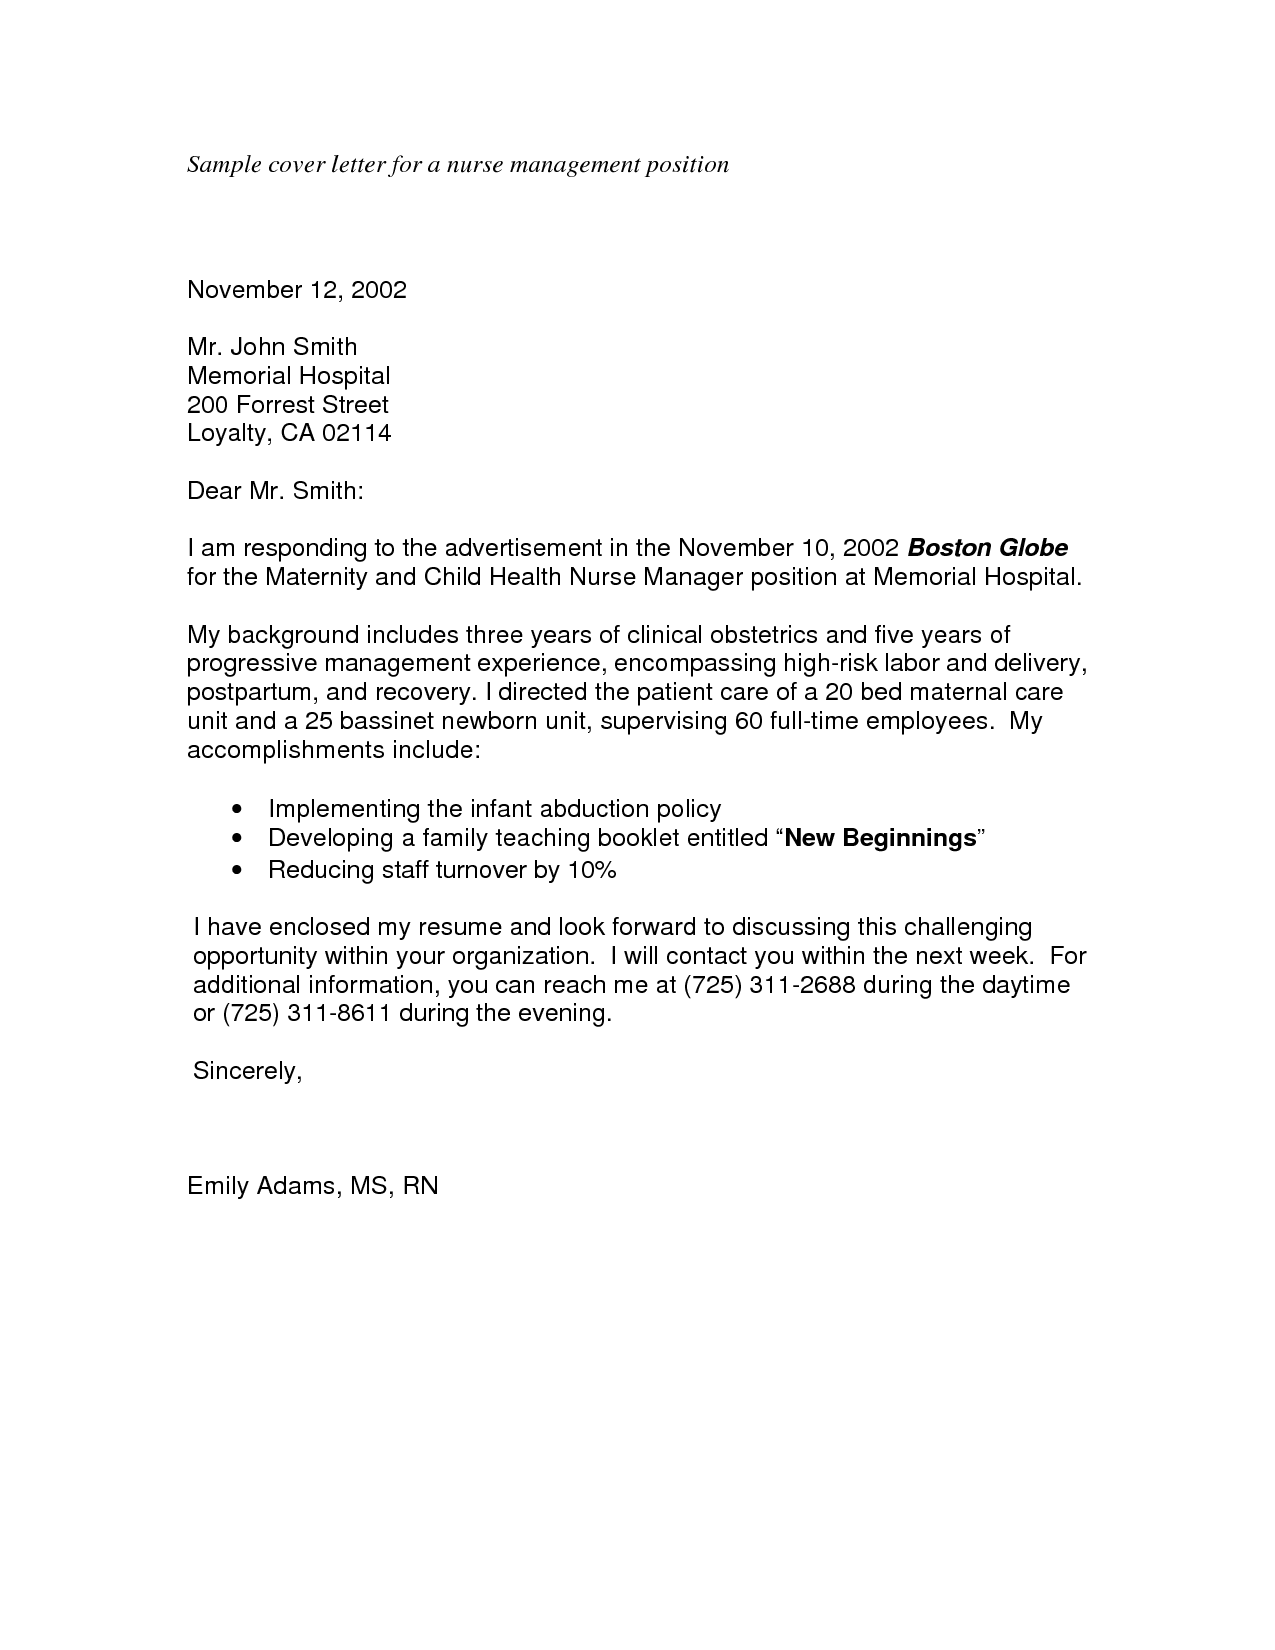 Sample cover letter for a nurse management position
November 12, 2002
Mr. John Smith
Memorial Hospital
200 Forrest Street
Loyalty, CA 02114
Dear Mr. Smith:
I am responding to the advertisement in the November 10, 2002 Boston Globe
for the Maternity and Child Health Nurse Manager position at Memorial Hospital.
My background includes three years of clinical obstetrics and five years of
progressive management experience, encompassing high-risk labor and delivery,
postpartum, and recovery. I directed the patient care of a 20 bed maternal care
unit and a 25 bassinet newborn unit, supervising 60 full-time employees.  My
accomplishments include:
• Implementing the infant abduction policy
• Developing a family teaching booklet entitled “New Beginnings”
• Reducing staff turnover by 10%
I have enclosed my resume and look forward to discussing this challenging
opportunity within your organization.  I will contact you within the next week.  For
additional information, you can reach me at (725) 311-2688 during the daytime
or (725) 311-8611 during the evening.
Sincerely,
Emily Adams, MS, RN